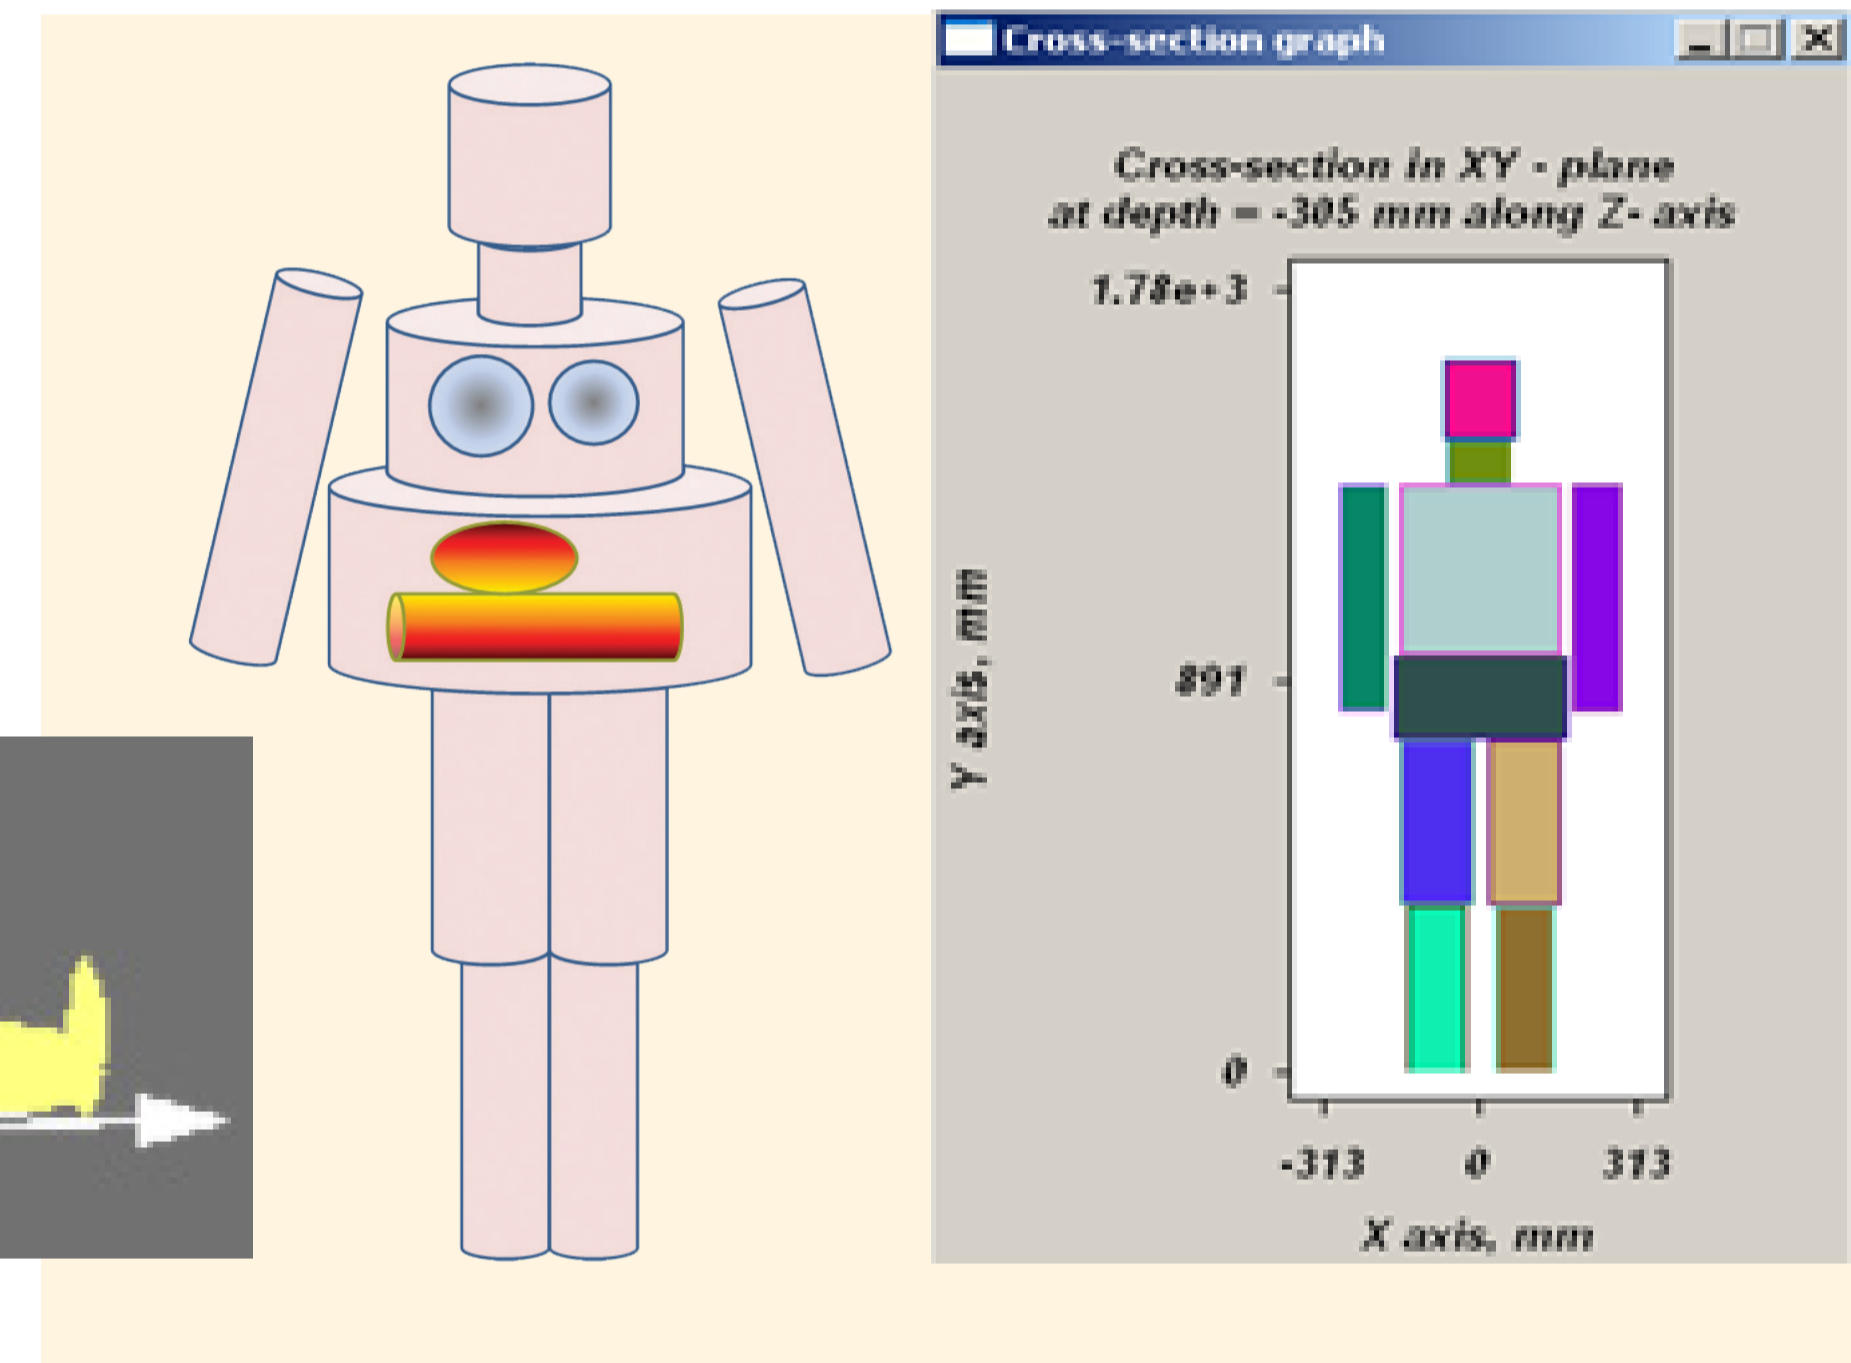 Cross-section graph
Cross-section in XY - plane
at depth = -305 mm along Z- axis
1.78e+3
891
0
Y axis, mm
-313 0 313
X axis, mm